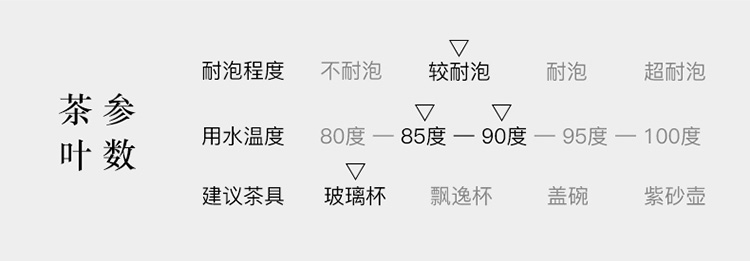 茶参
叶数
耐泡程度 不耐泡 较耐泡 耐泡 超耐泡
用水温度 80度 — 85度 — 90度 — 95度 — 100度
建议茶具 玻璃杯 飘逸杯 盖碗 紫砂壶